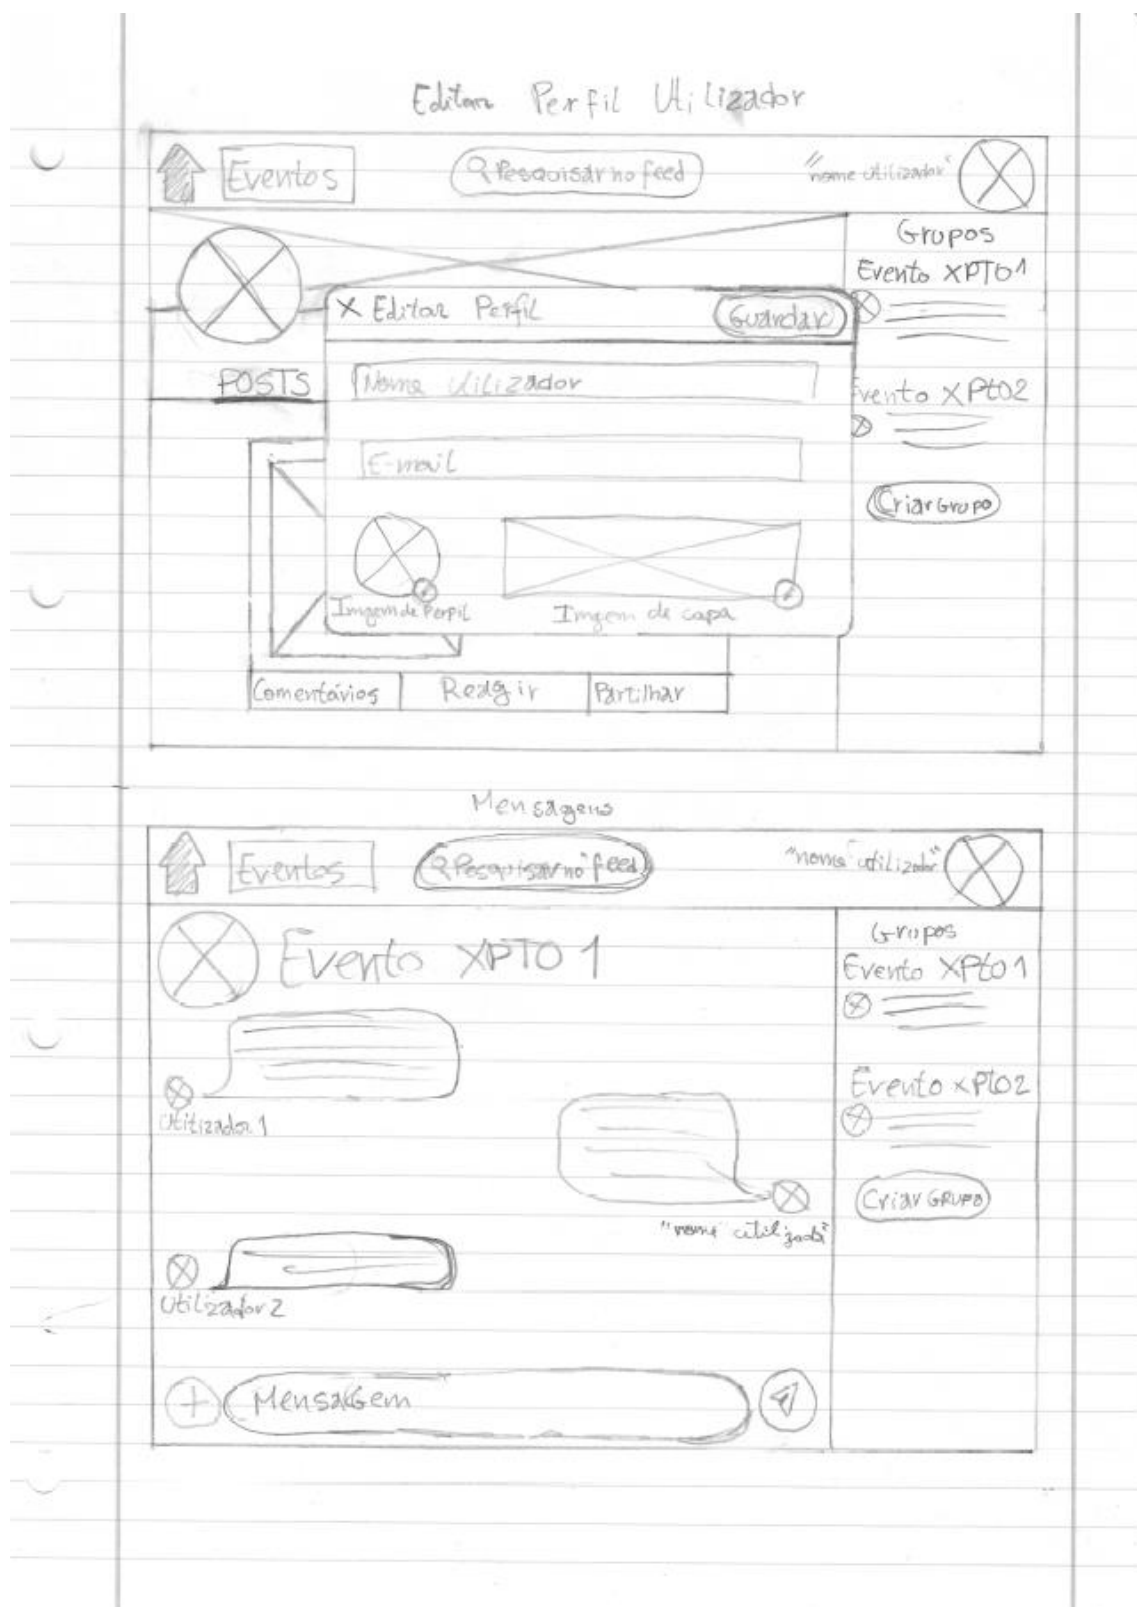 Editar Perfil Utilizador
Eventos
Pesquisar no feed
"nome utilizador"
Grupos
Evento XPTO1
X Editar Perfil
Guardar
POSTS
Nome Utilizador
Evento XPto2
E-mail
Criar Grupo
Imgem de Perfil
Imgem de capa
Comentários
Reagir
Partilhar
Mensagens
Eventos
Pesquisar no feed
"nome utilizador"
Evento XPTO 1
Grupos
Evento XPto1
Utilizador 1
Evento XPto2
Criar GRUPO
"nome utilizador"
Utilizador 2
+ Mensagem